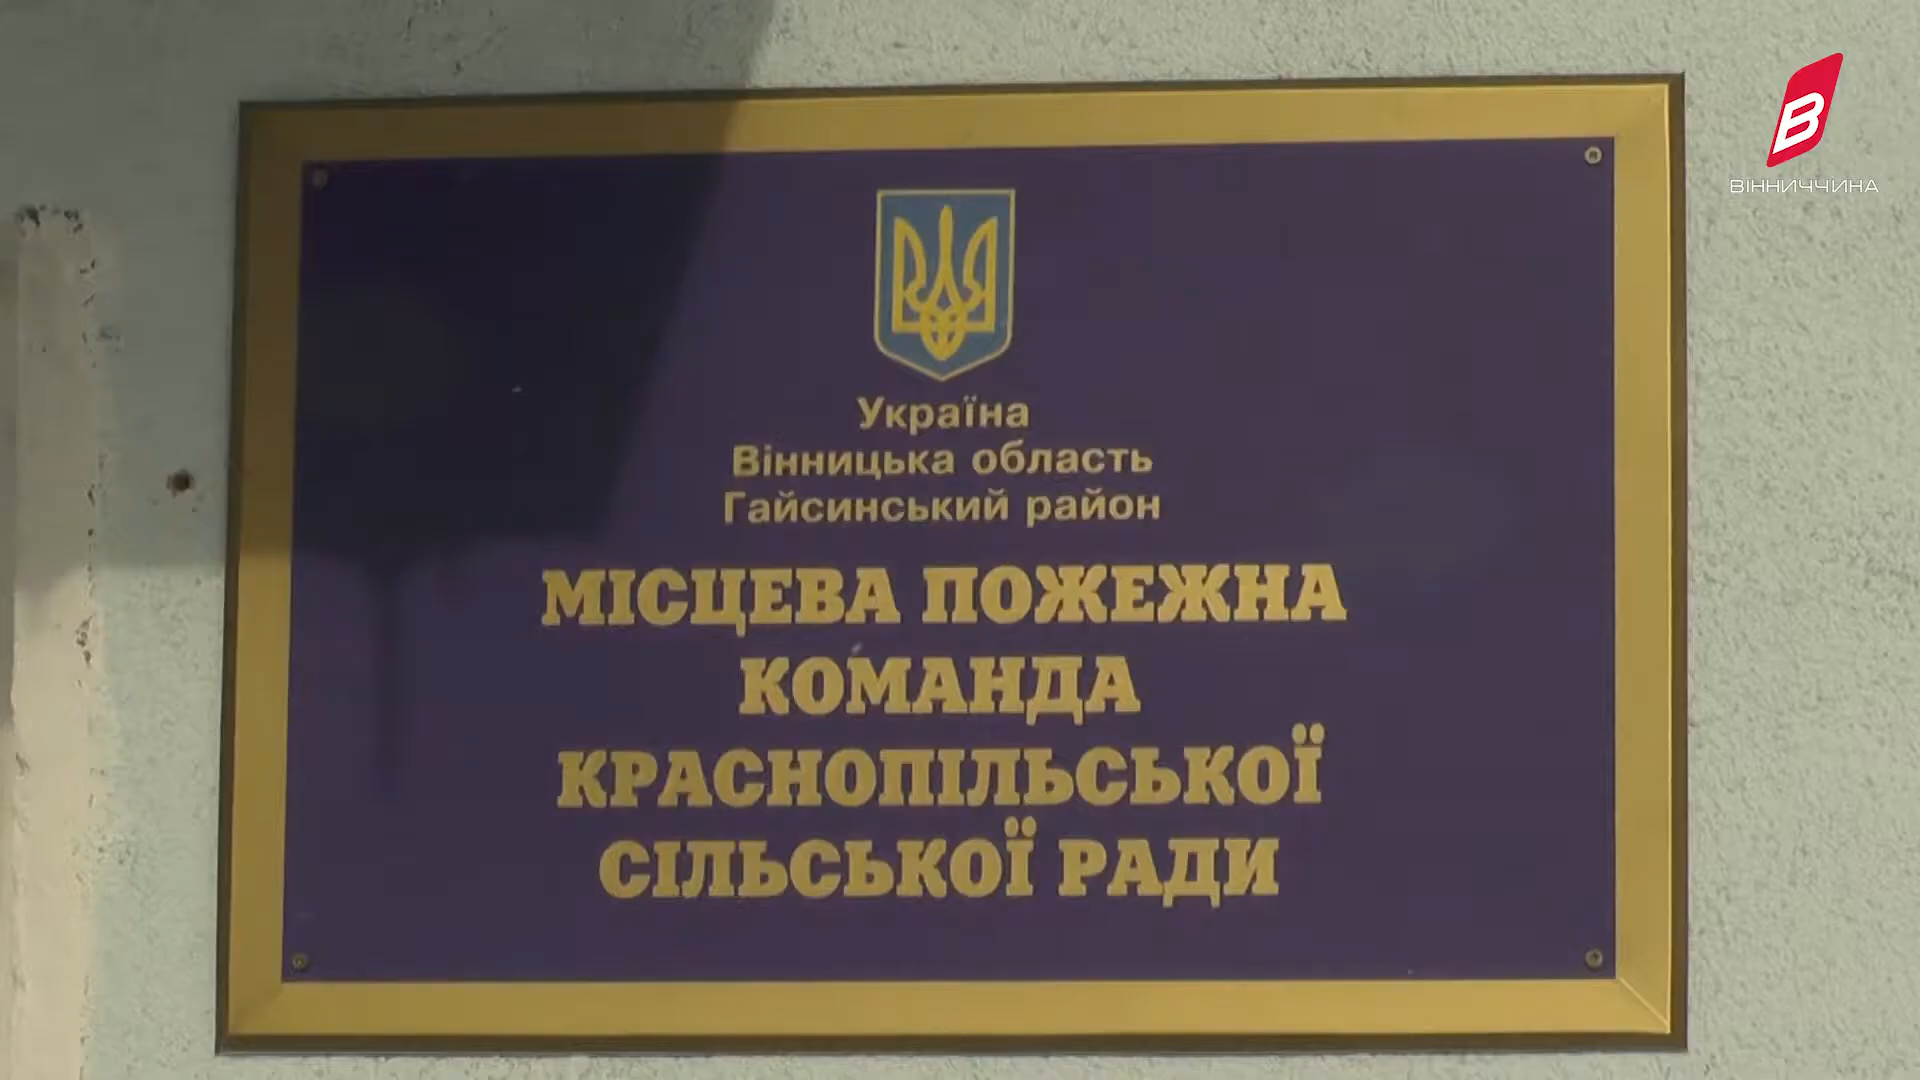 В
ВІННИЧЧИНА
Україна
Вінницька область
Гайсинський район
МІСЦЕВА ПОЖЕЖНА
КОМАНДА
КРАСНОПІЛЬСЬКОЇ
СІЛЬСЬКОЇ РАДИ